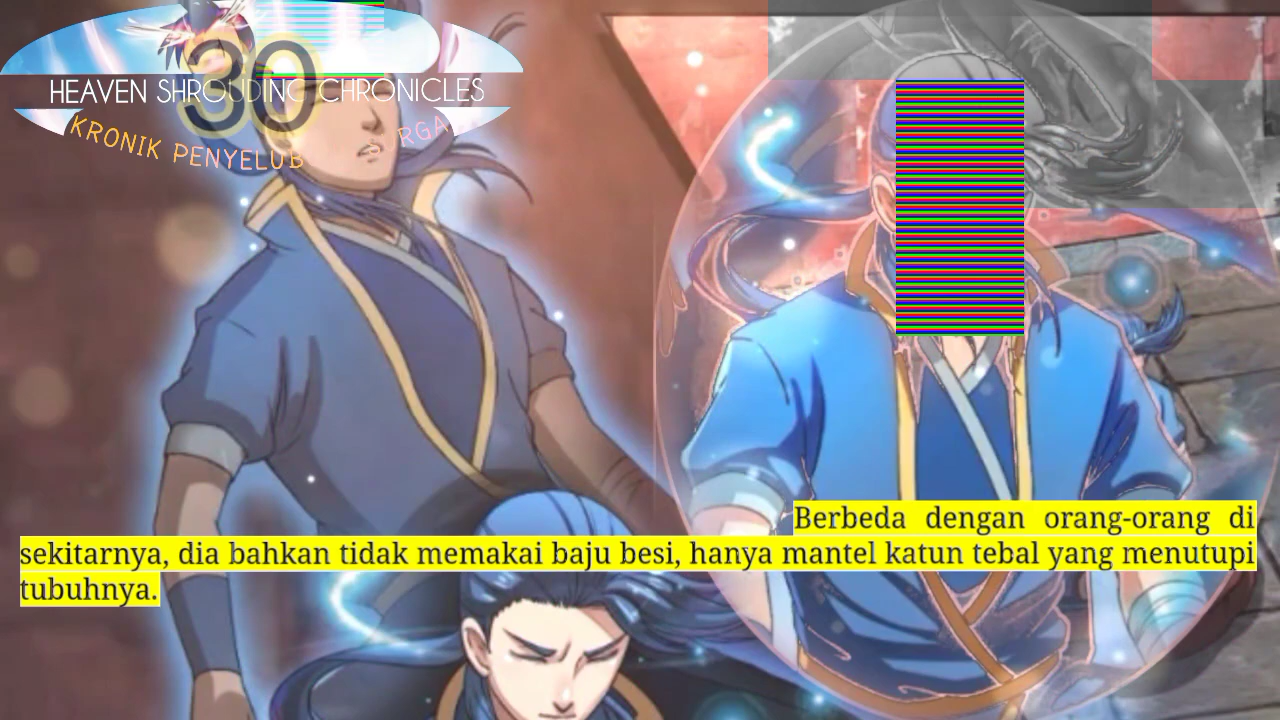 30
HEAVEN SHROUDING CHRONICLES
KRONIK PENYELUB RGA
Berbeda dengan orang-orang di
sekitarnya, dia bahkan tidak memakai baju besi, hanya mantel katun tebal yang menutupi
tubuhnya.